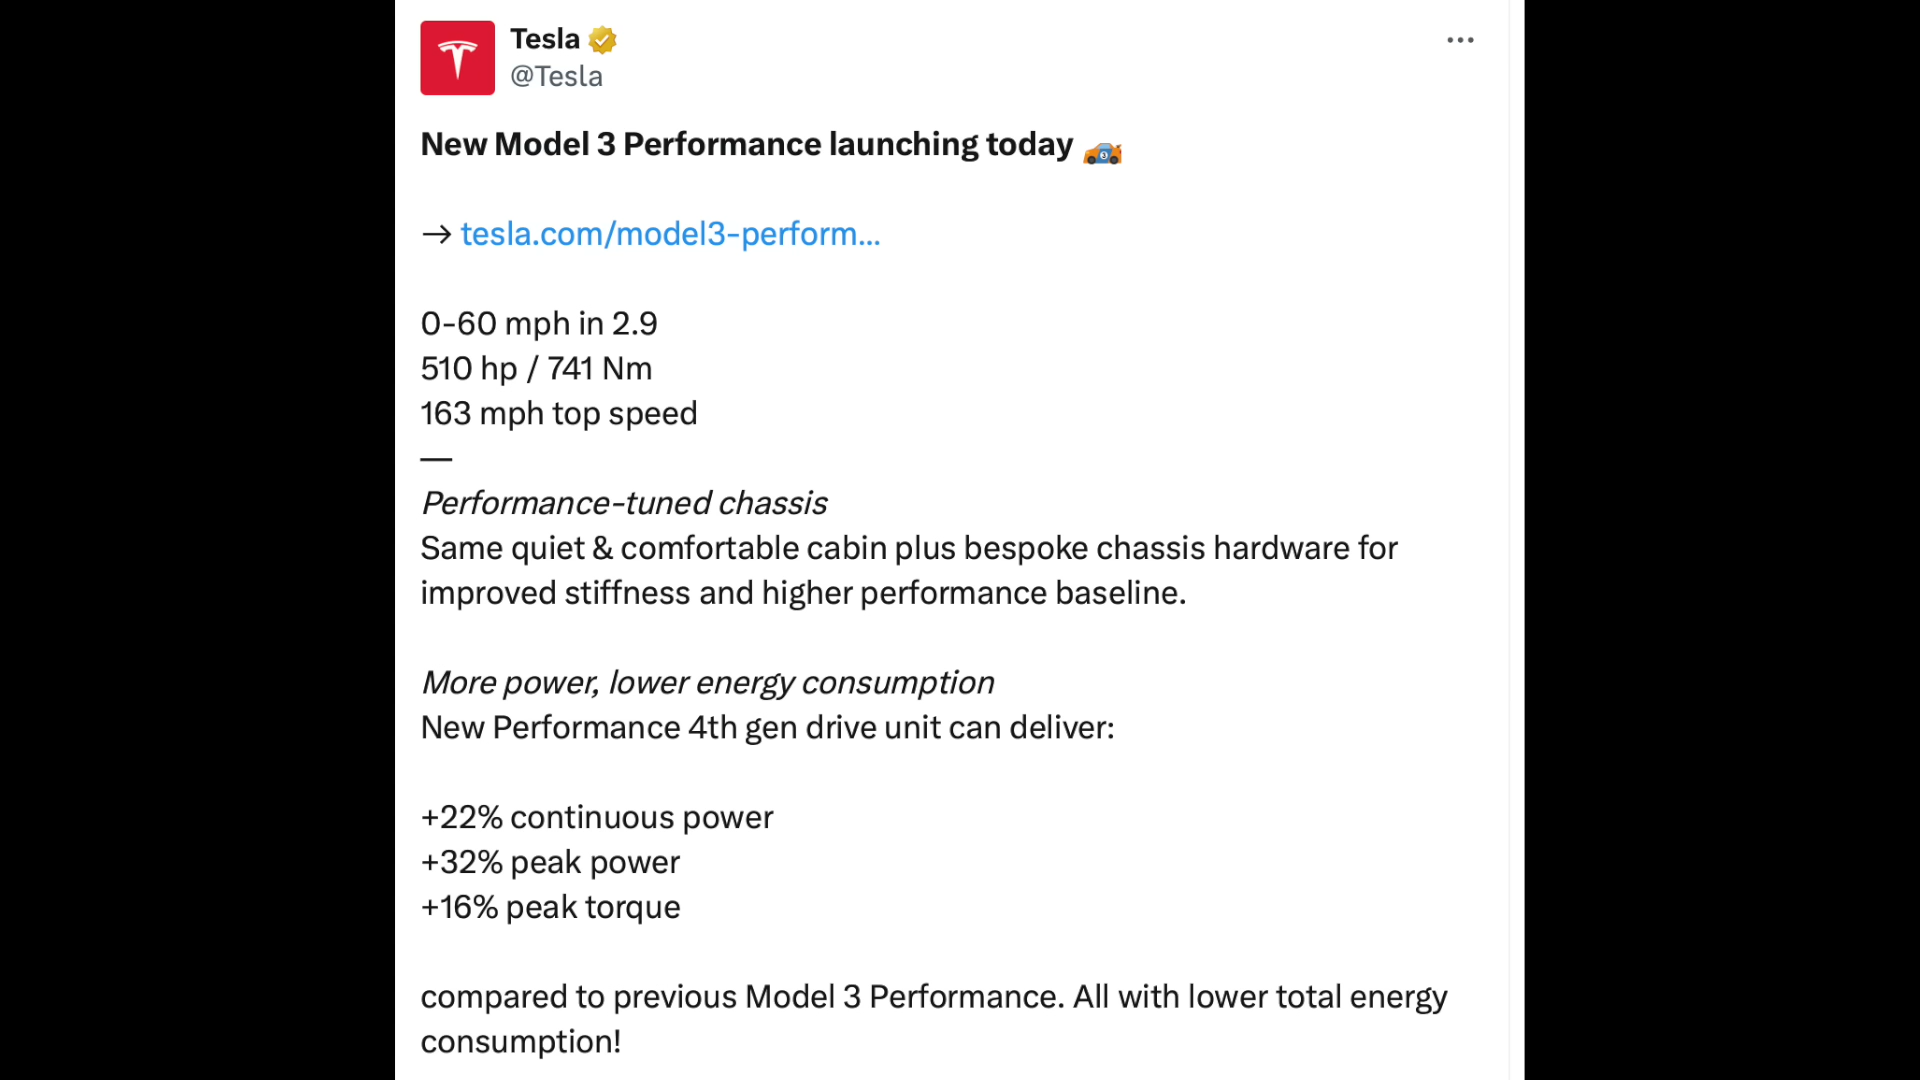 Tesla
@Tesla
New Model 3 Performance launching today
→ tesla.com/model3-perform...
0-60 mph in 2.9
510 hp / 741 Nm
163 mph top speed
—
Performance-tuned chassis
Same quiet & comfortable cabin plus bespoke chassis hardware for
improved stiffness and higher performance baseline.
More power, lower energy consumption
New Performance 4th gen drive unit can deliver:
+22% continuous power
+32% peak power
+16% peak torque
compared to previous Model 3 Performance. All with lower total energy
consumption!